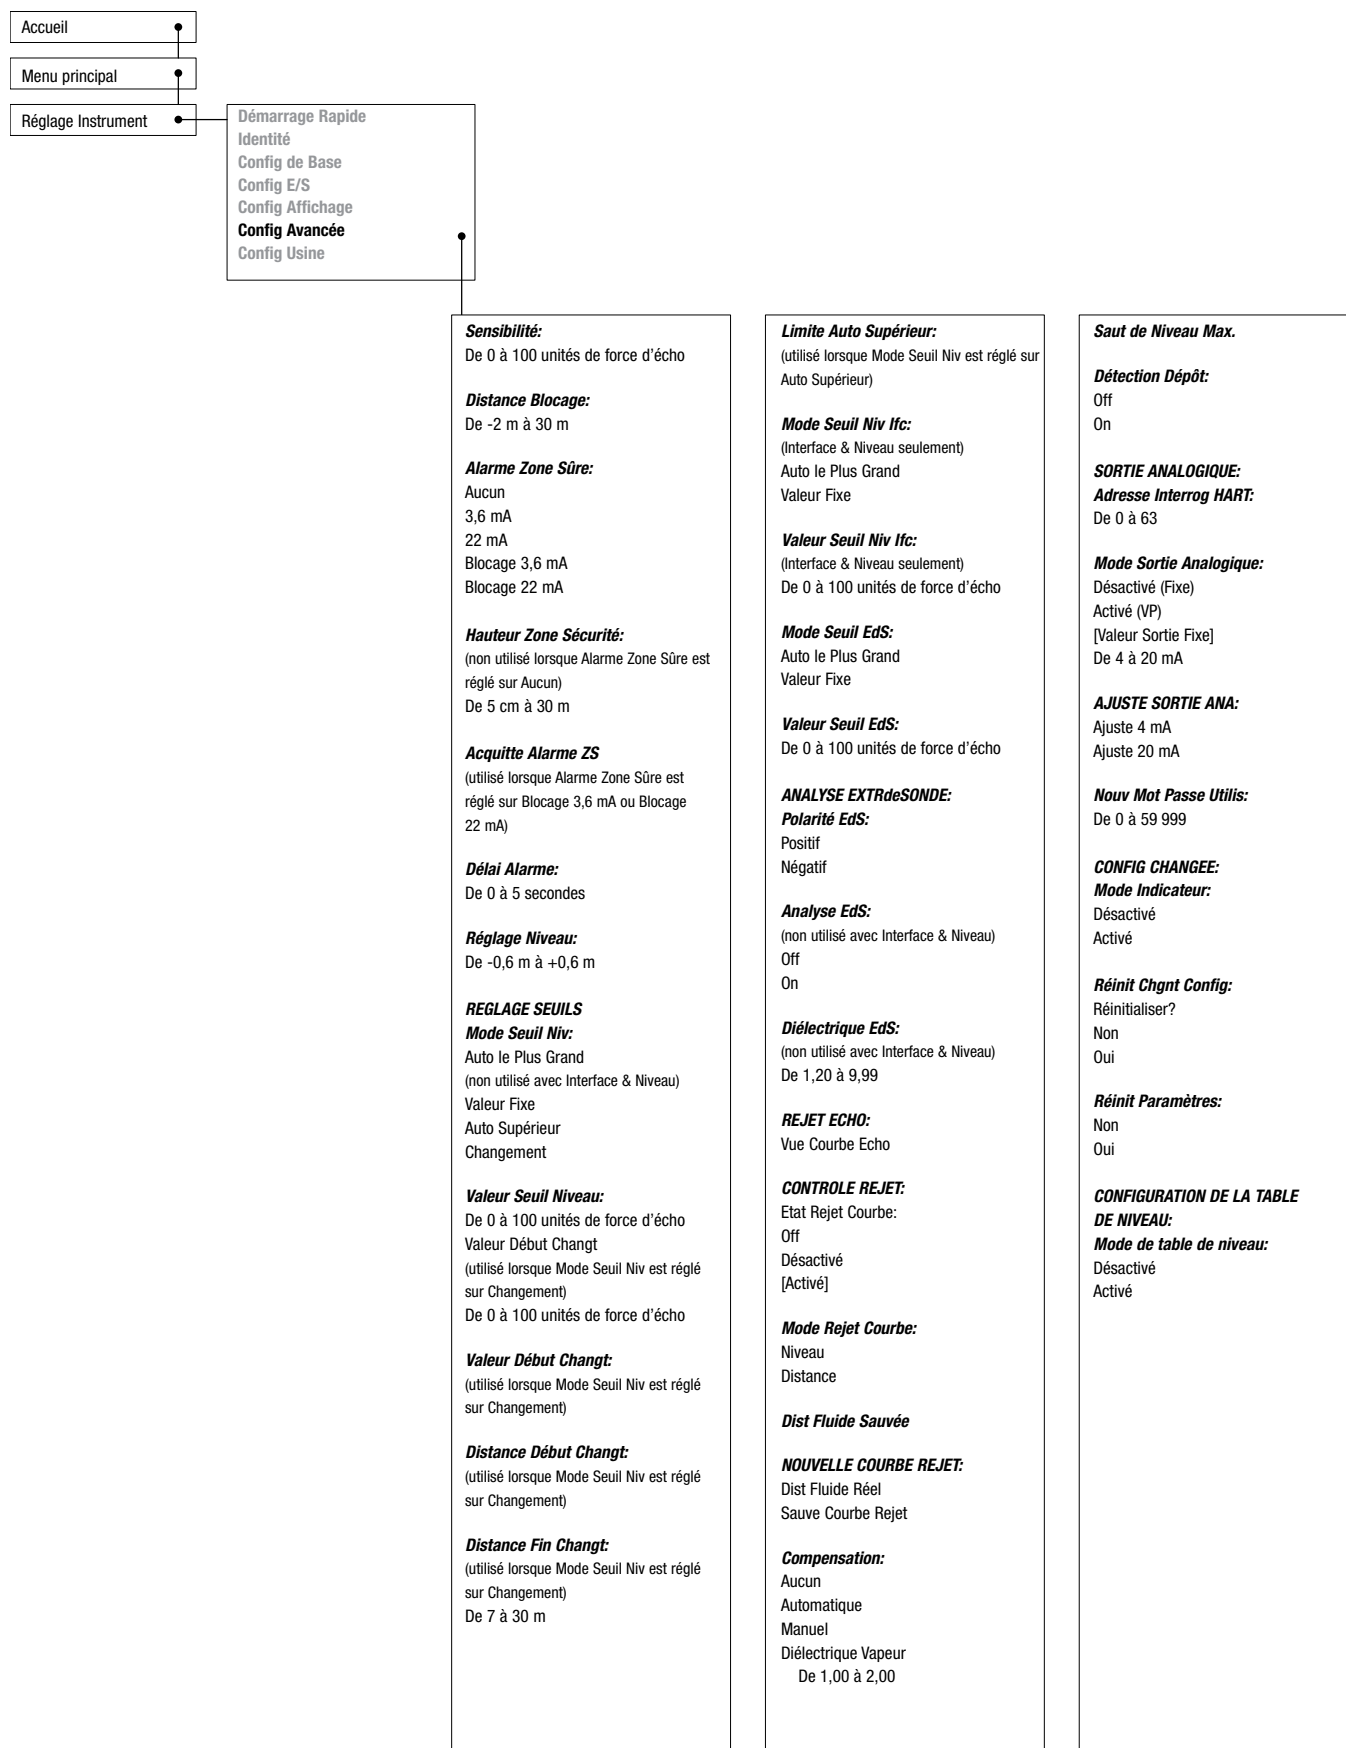 Accueil
Menu principal
Réglage Instrument
Démarrage Rapide
Identité
Config de Base
Config E/S
Config Affichage
Config Avancée
Config Usine
Sensibilité:
De 0 à 100 unités de force d'écho
Distance Blocage:
De -2 m à 30 m
Alarme Zone Sûre:
Aucun
3,6 mA
22 mA
Blocage 3,6 mA
Blocage 22 mA
Hauteur Zone Sécurité:
(non utilisé lorsque Alarme Zone Sûre est
réglé sur Aucun)
De 5 cm à 30 m
Acquitte Alarme ZS
(utilisé lorsque Alarme Zone Sûre est
réglé sur Blocage 3,6 mA ou Blocage
22 mA)
Délai Alarme:
De 0 à 5 secondes
Réglage Niveau:
De -0,6 m à +0,6 m
REGLAGE SEUILS
Mode Seuil Niv:
Auto le Plus Grand
(non utilisé avec Interface & Niveau)
Valeur Fixe
Auto Supérieur
Changement
Valeur Seuil Niveau:
De 0 à 100 unités de force d'écho
Valeur Début Changt
(utilisé lorsque Mode Seuil Niv est réglé
sur Changement)
De 0 à 100 unités de force d'écho
Valeur Début Changt:
(utilisé lorsque Mode Seuil Niv est réglé
sur Changement)
Distance Début Changt:
(utilisé lorsque Mode Seuil Niv est réglé
sur Changement)
Distance Fin Changt:
(utilisé lorsque Mode Seuil Niv est réglé
sur Changement)
De 7 à 30 m
Limite Auto Supérieur:
(utilisé lorsque Mode Seuil Niv est réglé sur
Auto Supérieur)
Mode Seuil Niv Ifc:
(Interface & Niveau seulement)
Auto le Plus Grand
Valeur Fixe
Valeur Seuil Niv Ifc:
(Interface & Niveau seulement)
De 0 à 100 unités de force d'écho
Mode Seuil EdS:
Auto le Plus Grand
Valeur Fixe
Valeur Seuil EdS:
De 0 à 100 unités de force d'écho
ANALYSE EXTRdeSONDE:
Polarité EdS:
Positif
Négatif
Analyse EdS:
(non utilisé avec Interface & Niveau)
Off
On
Diélectrique EdS:
(non utilisé avec Interface & Niveau)
De 1,20 à 9,99
REJET ECHO:
Vue Courbe Echo
CONTROLE REJET:
Etat Rejet Courbe:
Off
Désactivé
[Activé]
Mode Rejet Courbe:
Niveau
Distance
Dist Fluide Sauvée
NOUVELLE COURBE REJET:
Dist Fluide Réel
Sauve Courbe Rejet
Compensation:
Aucun
Automatique
Manuel
Diélectrique Vapeur
De 1,00 à 2,00
Saut de Niveau Max.
Détection Dépôt:
Off
On
SORTIE ANALOGIQUE:
Adresse Interrog HART:
De 0 à 63
Mode Sortie Analogique:
Désactivé (Fixe)
Activé (VP)
[Valeur Sortie Fixe]
De 4 à 20 mA
AJUSTE SORTIE ANA:
Ajuste 4 mA
Ajuste 20 mA
Nouv Mot Passe Utilis:
De 0 à 59 999
CONFIG CHANGEE:
Mode Indicateur:
Désactivé
Activé
Réinit Chgnt Config:
Réinitialiser?
Non
Oui
Réinit Paramètres:
Non
Oui
CONFIGURATION DE LA TABLE
DE NIVEAU:
Mode de table de niveau:
Désactivé
Activé